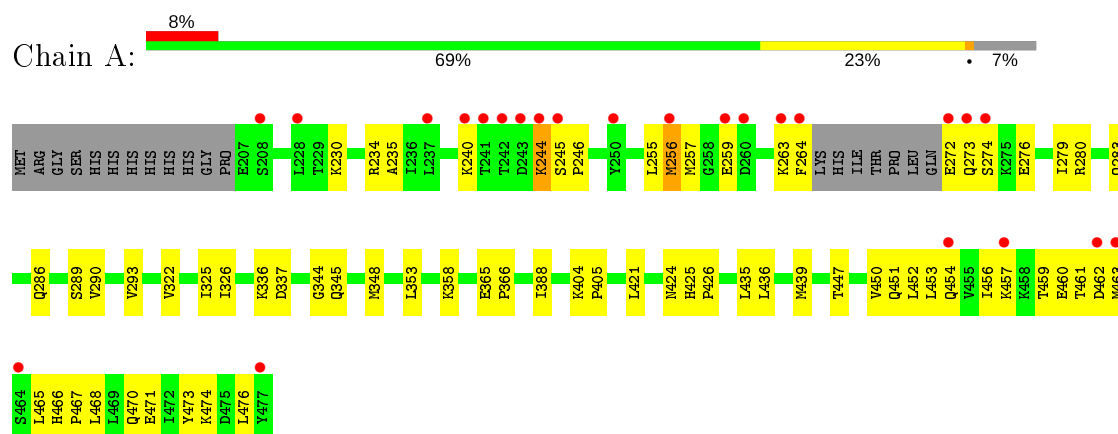 8%
Chain A:
69% 23% • 7%
MET ARG GLY SER HIS HIS HIS HIS HIS HIS GLY PRO E207 S208 L228 T229 K230 R234 A235 I236 L237 K240 T241 T242 D243 K244 S245 P246 Y250 L255 M256 M257 G258 E259 D260 K263 F264 LYS HIS ILE THR PRO LEU GLN E272 Q273 S274 K275 E276 I279 R280
Q286 S289 V290 V293 V322 I325 I326 K336 D337 G344 Q345 M348 L353 K358 E365 P366 I388 K404 P405 L421 N424 H425 P426 L435 L436 M439 T447 V450 Q451 L452 L453 Q454 V455 I456 K457 K458 T459 E460 T461 D462 M463
S464 L465 H466 P467 L468 L469 Q470 E471 I472 Y473 K474 D475 L476 Y477